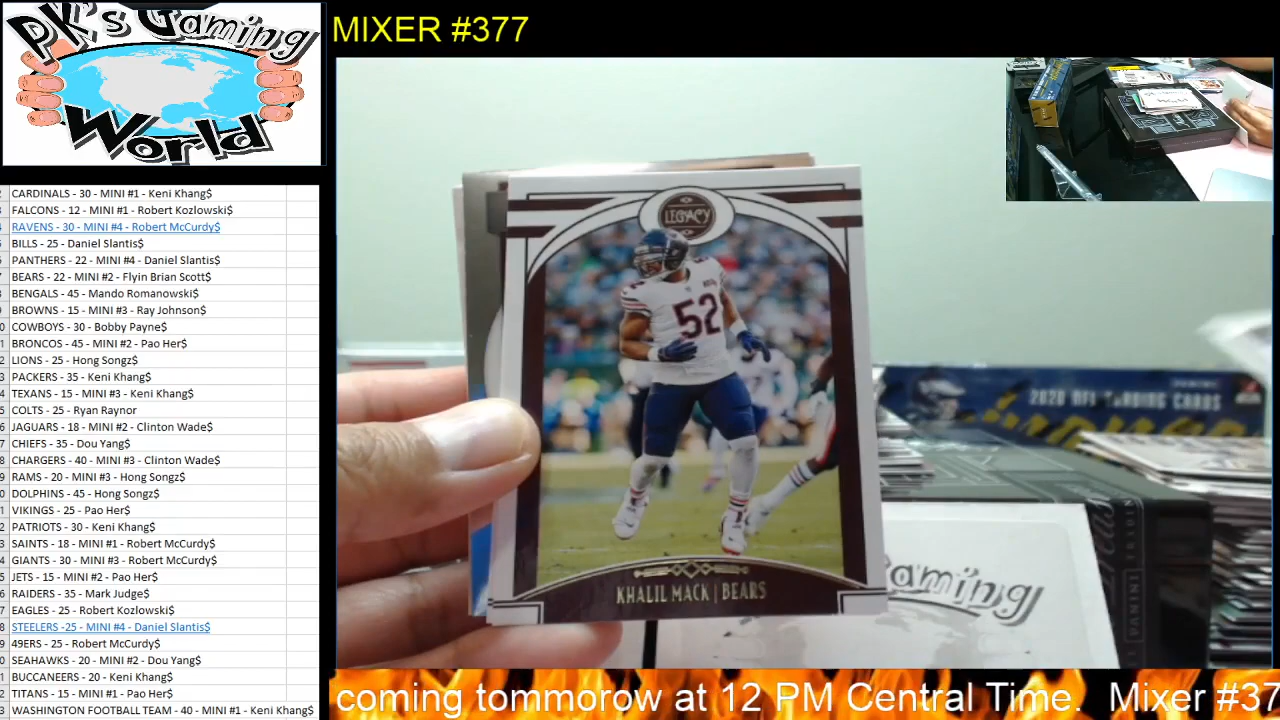 PK's Gaming
World
MIXER #377
CARDINALS - 30 - MINI #1 - Keni Khang$
FALCONS - 12 - MINI #1 - Robert Kozlowski$
RAVENS - 30 - MINI #4 - Robert McCurdy$
BILLS - 25 - Daniel Slantis$
PANTHERS - 22 - MINI #4 - Daniel Slantis$
BEARS - 22 - MINI #2 - Flyin Brian Scott$
BENGALS - 45 - Mando Romanowski$
BROWNS - 15 - MINI #3 - Ray Johnson$
COWBOYS - 30 - Bobby Payne$
BRONCOS - 45 - MINI #2 - Pao Her$
LIONS - 25 - Hong Songz$
PACKERS - 35 - Keni Khang$
TEXANS - 15 - MINI #3 - Keni Khang$
COLTS - 25 - Ryan Raynor
JAGUARS - 18 - MINI #2 - Clinton Wade$
CHIEFS - 35 - Dou Yang$
CHARGERS - 40 - MINI #3 - Clinton Wade$
RAMS - 20 - MINI #3 - Hong Songz$
DOLPHINS - 45 - Hong Songz$
VIKINGS - 25 - Pao Her$
PATRIOTS - 30 - Keni Khang$
SAINTS - 18 - MINI #1 - Robert McCurdy$
GIANTS - 30 - MINI #3 - Robert McCurdy$
JETS - 15 - MINI #2 - Pao Her$
RAIDERS - 35 - Mark Judge$
EAGLES - 25 - Robert Kozlowski$
STEELERS -25 - MINI #4 - Daniel Slantis$
49ERS - 25 - Robert McCurdy$
SEAHAWKS - 20 - MINI #2 - Dou Yang$
BUCCANEERS - 20 - Keni Khang$
TITANS - 15 - MINI #1 - Pao Her$
WASHINGTON FOOTBALL TEAM - 40 - MINI #1 - Keni Khang$
LEGACY
52
KHALIL MACK | BEARS
PANINI
2020 NFL TRADING CARDS
Gaming
PANINI
coming tommorow at 12 PM Central Time. Mixer #37